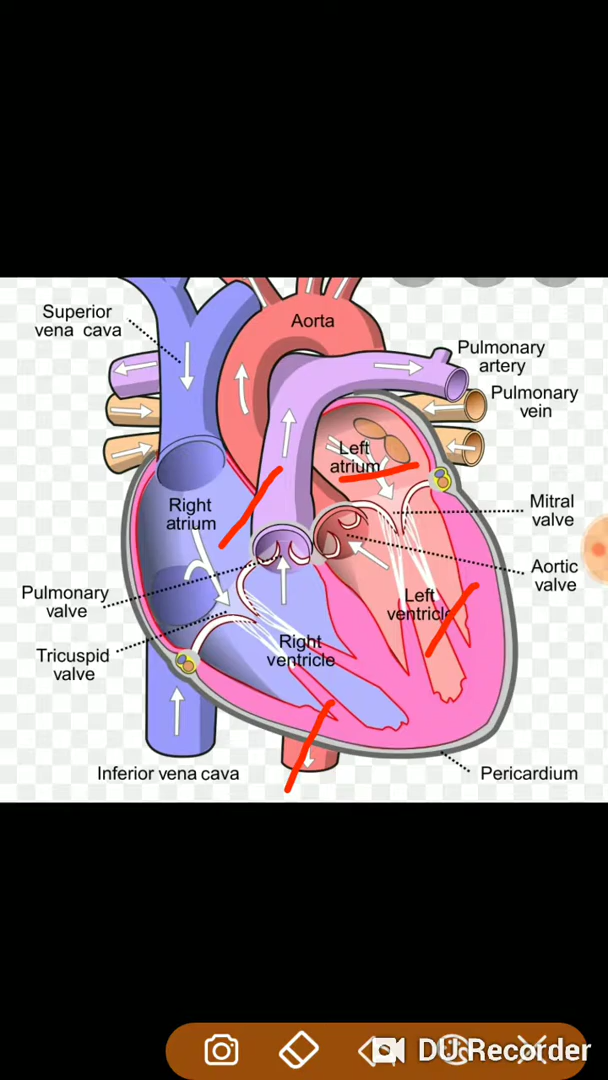 Superior
vena cava
Aorta
Pulmonary
artery
Pulmonary
vein
Left
atrium
Right
atrium
Mitral
valve
Aortic
valve
Pulmonary
valve
Left
ventricle
Right
ventricle
Tricuspid
valve
Inferior vena cava
Pericardium
DU Recorder